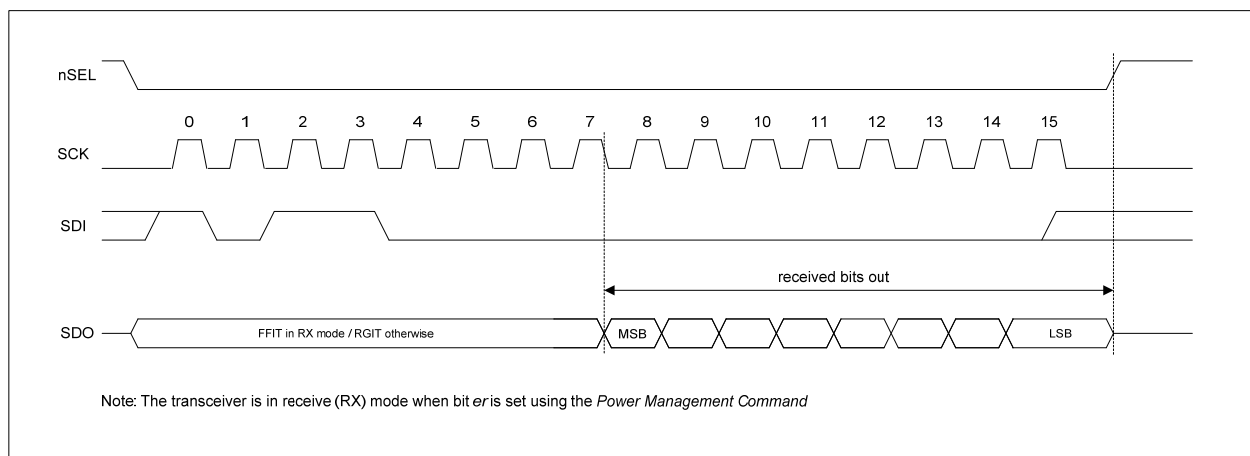 nSEL
0 1 2 3 4 5 6 7 8 9 10 11 12 13 14 15
SCK
SDI
received bits out
SDO
FFIT in RX mode / RGIT otherwise
MSB
LSB
Note: The transceiver is in receive (RX) mode when bit er is set using the Power Management Command